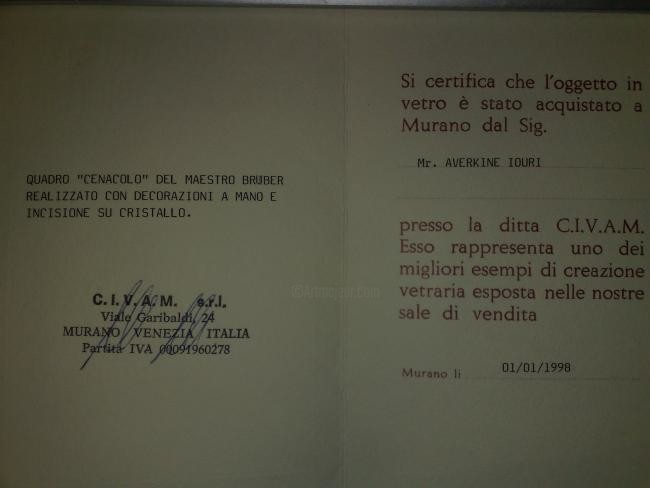 QUADRO "CENACOLO" DEL MAESTRO BRUBER
REALIZZATO CON DECORAZIONI A MANO E
INCISIONE SU CRISTALLO.
C.I.V.A.M. s.r.l.
Viale Garibaldi, 24
MURANO VENEZIA ITALIA
Partita IVA 00091960278
Si certifica che l'oggetto in
vetro è stato acquistato a
Murano dal Sig.
Mr. AVERKINE IOURI
presso la ditta C.I.V.A.M.
Esso rappresenta uno dei
migliori esempi di creazione
vetraria esposta nelle nostre
sale di vendita
Murano li 01/01/1998